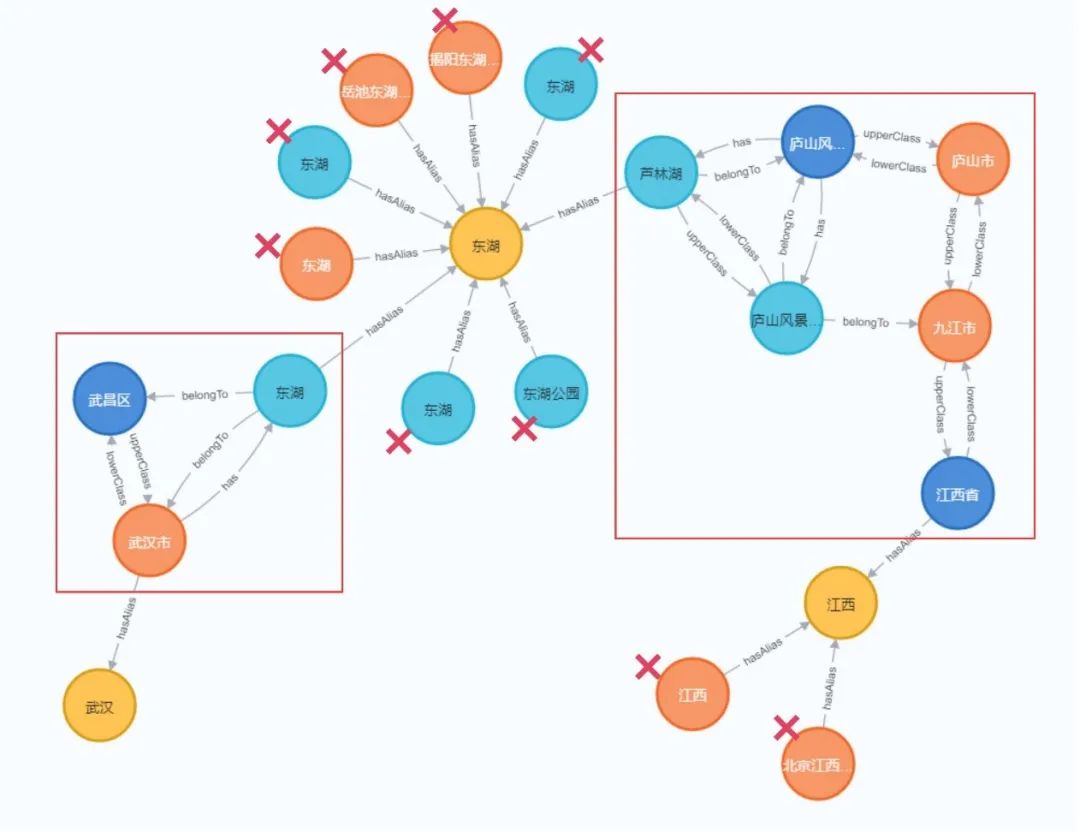 揭阳东湖...
岳池东湖...
东湖
东湖
东湖
东湖
东湖
东湖
东湖公园
hasAlias
hasAlias
hasAlias
hasAlias
hasAlias
hasAlias
hasAlias
hasAlias
hasAlias
芦林湖
庐山风...
庐山市
庐山风景...
九江市
江西省
has
belongTo
upperClass
lowerClass
lowerClass
upperClass
belongTo
has
upperClass
lowerClass
belongTo
upperClass
lowerClass
武昌区
东湖
武汉市
belongTo
belongTo
has
upperClass
lowerClass
hasAlias
武汉
hasAlias
江西
hasAlias
江西
hasAlias
北京江西...